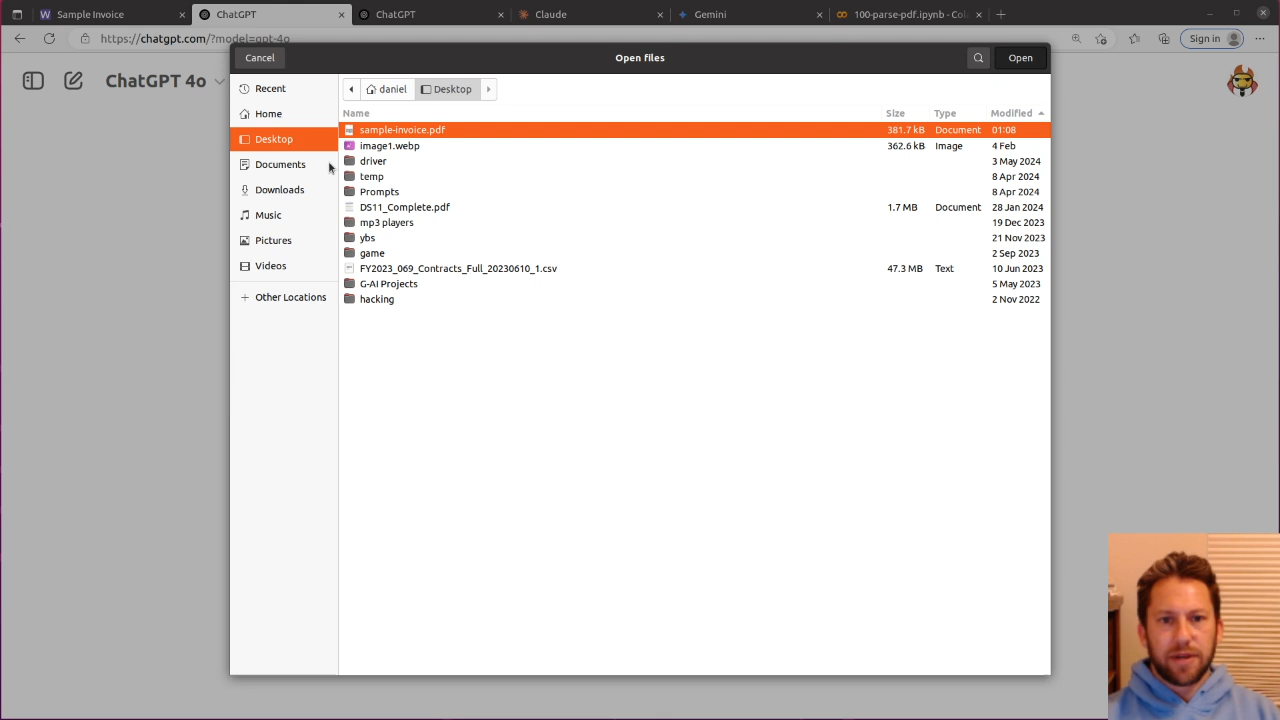 Sample Invoice
ChatGPT
ChatGPT
Claude
Gemini
100-parse-pdf.ipynb - Col
https://chatgpt.com/?model=gpt-4o
Sign in
ChatGPT 4o
Cancel
Open files
Open
Recent
Home
Desktop
Documents
Downloads
Music
Pictures
Videos
Other Locations
daniel
Desktop
Name Size Type Modified
sample-invoice.pdf 381.7 kB Document 01:08
image1.webp 362.6 kB Image 4 Feb
driver 3 May 2024
temp 8 Apr 2024
Prompts 8 Apr 2024
DS11_Complete.pdf 1.7 MB Document 28 Jan 2024
mp3 players 19 Dec 2023
ybs 21 Nov 2023
game 2 Sep 2023
FY2023_069_Contracts_Full_20230610_1.csv 47.3 MB Text 10 Jun 2023
G-AI Projects 5 May 2023
hacking 2 Nov 2022